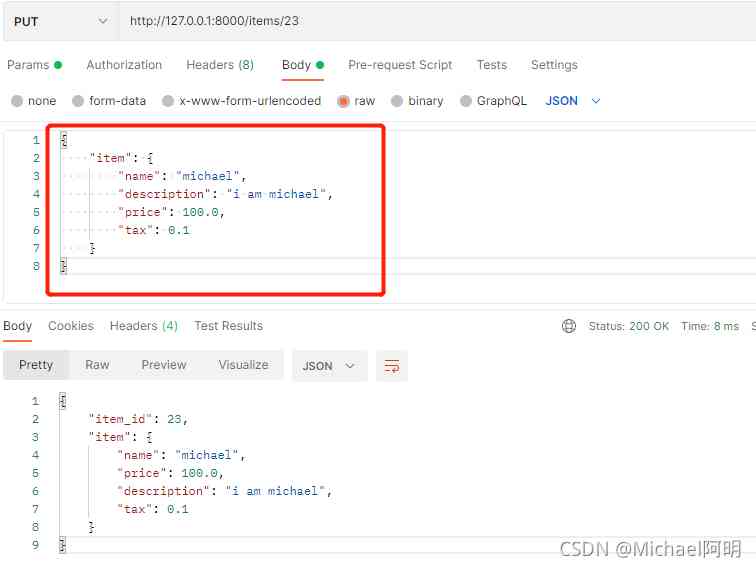 PUT http://127.0.0.1:8000/items/23
Params Authorization Headers (8) Body Pre-request Script Tests Settings
none form-data x-www-form-urlencoded raw binary GraphQL JSON
1 {
2 "item": {
3 "name": "michael",
4 "description": "i am michael",
5 "price": 100.0,
6 "tax": 0.1
7 }
8 }
Body Cookies Headers (4) Test Results Status: 200 OK Time: 8 ms S
Pretty Raw Preview Visualize JSON
1 {
2 "item_id": 23,
3 "item": {
4 "name": "michael",
5 "price": 100.0,
6 "description": "i am michael",
7 "tax": 0.1
8 }
9 }
CSDN @Michael阿明